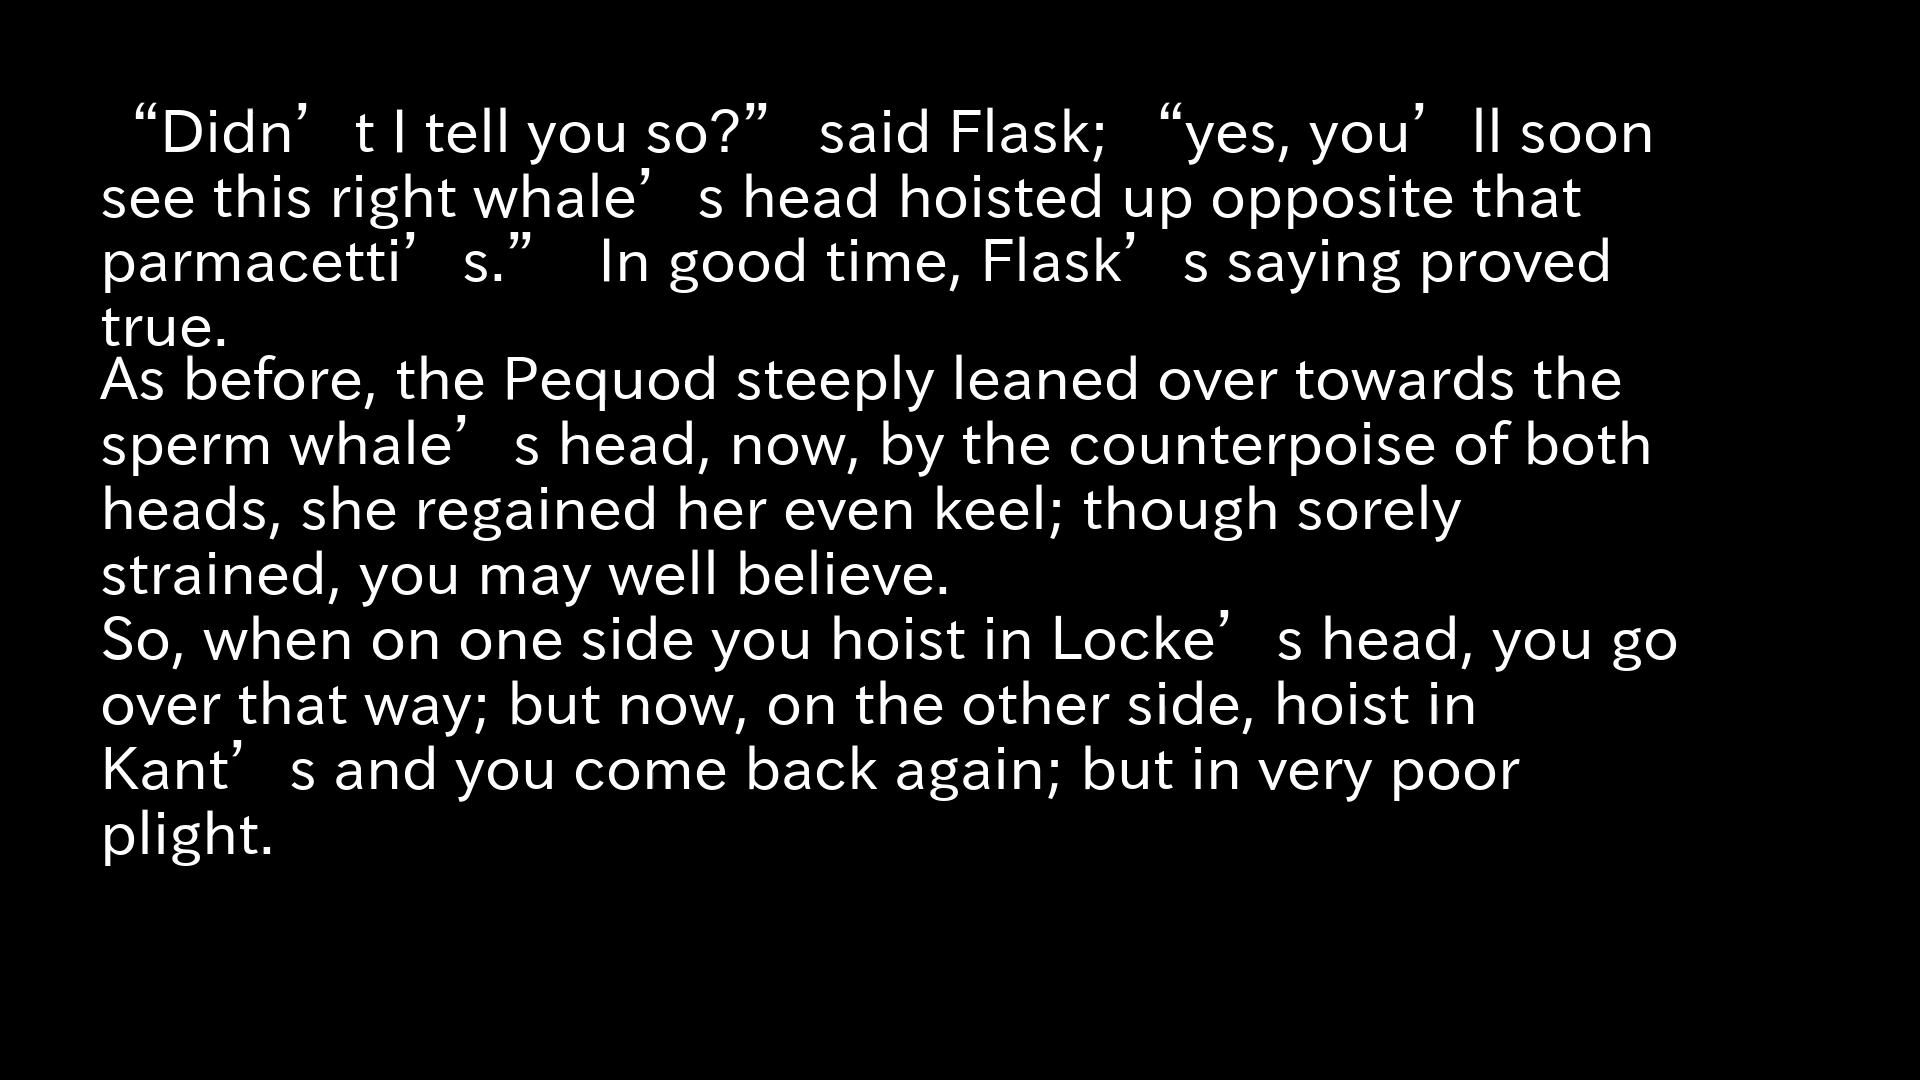 “Didn’t I tell you so?” said Flask; “yes, you’ll soon
see this right whale’s head hoisted up opposite that
parmacetti’s.” In good time, Flask’s saying proved
true.
As before, the Pequod steeply leaned over towards the
sperm whale’s head, now, by the counterpoise of both
heads, she regained her even keel; though sorely
strained, you may well believe.
So, when on one side you hoist in Locke’s head, you go
over that way; but now, on the other side, hoist in
Kant’s and you come back again; but in very poor
plight.